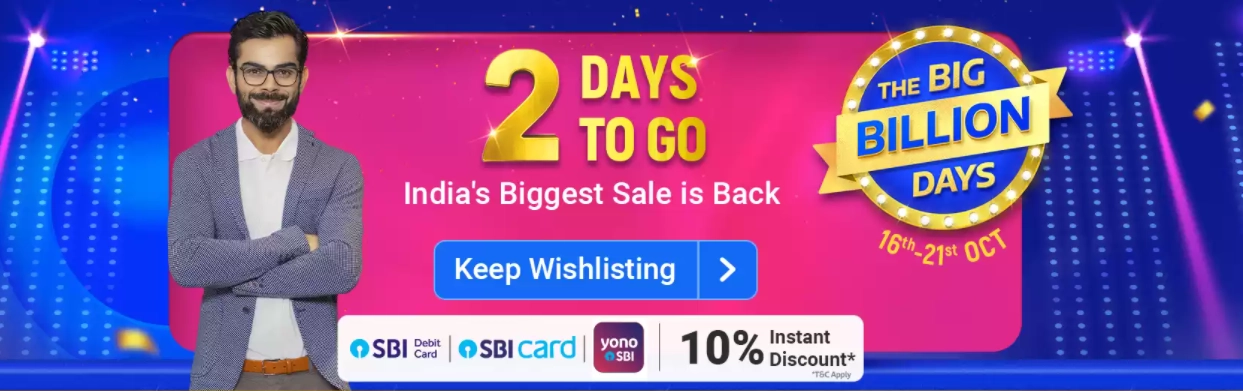 2 DAYS
TO GO
India's Biggest Sale is Back
Keep Wishlisting
THE BIG
BILLION
DAYS
16th-21st OCT
SBI Debit Card | SBI card | yono SBI | 10% Instant Discount*
*T&C Apply